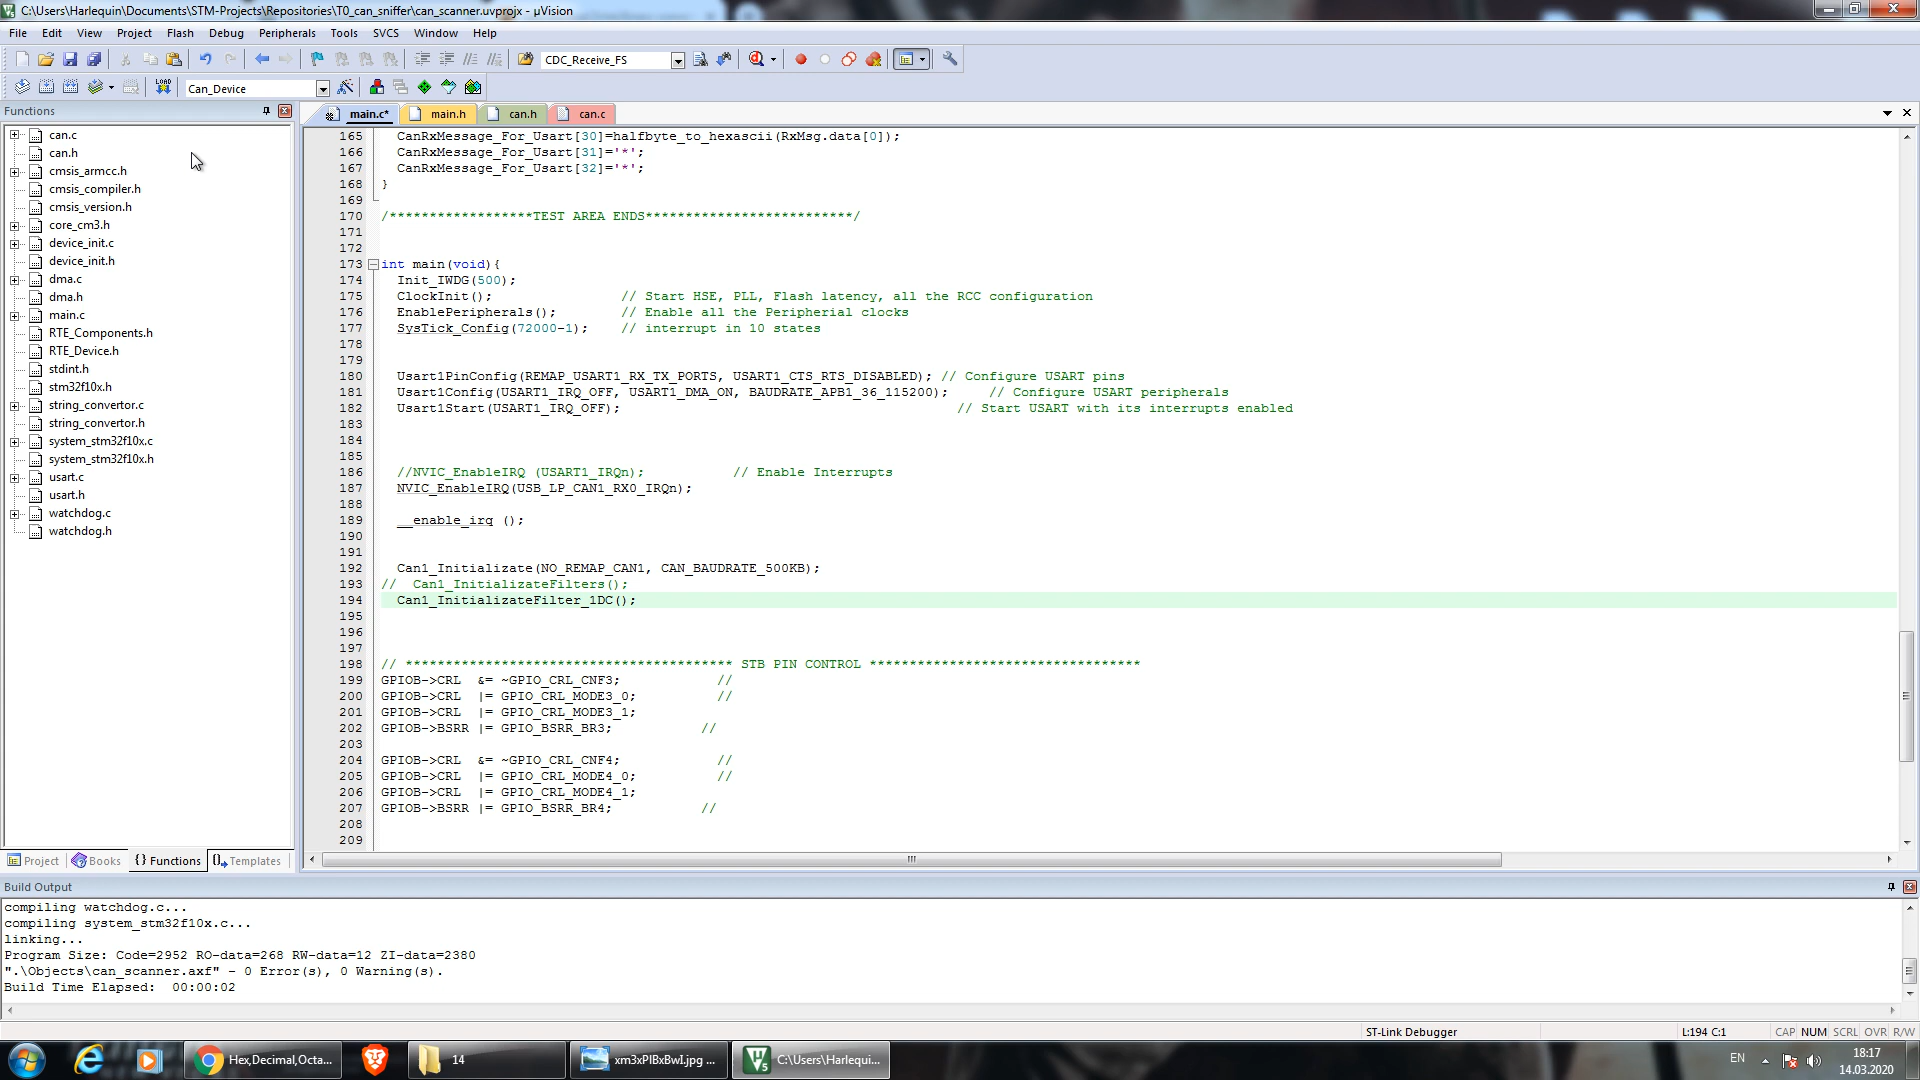 C:\Users\Harlequin\Documents\STM-Projects\Repositories\T0_can_sniffer\can_scanner.uvprojx - µVision
File Edit View Project Flash Debug Peripherals Tools SVCS Window Help
CDC_Receive_FS
LOAD Can_Device
Functions
main.c* main.h can.h can.c
can.c
can.h
cmsis_armcc.h
cmsis_compiler.h
cmsis_version.h
core_cm3.h
device_init.c
device_init.h
dma.c
dma.h
main.c
RTE_Components.h
RTE_Device.h
stdint.h
stm32f10x.h
string_convertor.c
string_convertor.h
system_stm32f10x.c
system_stm32f10x.h
usart.c
usart.h
watchdog.c
watchdog.h
Project Books {} Functions Templates
165 CanRxMessage_For_Usart[30]=halfbyte_to_hexascii(RxMsg.data[0]);
166 CanRxMessage_For_Usart[31]='*';
167 CanRxMessage_For_Usart[32]='*';
168 }
169
170 /******************TEST AREA ENDS**************************/
171
172
173 int main(void){
174 Init_IWDG(500);
175 ClockInit(); // Start HSE, PLL, Flash latency, all the RCC configuration
176 EnablePeripherals(); // Enable all the Peripherial clocks
177 SysTick_Config(72000-1); // interrupt in 10 states
178
179
180 Usart1PinConfig(REMAP_USART1_RX_TX_PORTS, USART1_CTS_RTS_DISABLED); // Configure USART pins
181 Usart1Config(USART1_IRQ_OFF, USART1_DMA_ON, BAUDRATE_APB1_36_115200); // Configure USART peripherals
182 Usart1Start(USART1_IRQ_OFF); // Start USART with its interrupts enabled
183
184
185
186 //NVIC_EnableIRQ (USART1_IRQn); // Enable Interrupts
187 NVIC_EnableIRQ(USB_LP_CAN1_RX0_IRQn);
188
189 __enable_irq ();
190
191
192 Can1_Initializate(NO_REMAP_CAN1, CAN_BAUDRATE_500KB);
193 // Can1_InitializateFilters();
194 Can1_InitializateFilter_1DC();
195
196
197
198 // ***************************************** STB PIN CONTROL **********************************
199 GPIOB->CRL &= ~GPIO_CRL_CNF3; //
200 GPIOB->CRL |= GPIO_CRL_MODE3_0; //
201 GPIOB->CRL |= GPIO_CRL_MODE3_1;
202 GPIOB->BSRR |= GPIO_BSRR_BR3; //
203
204 GPIOB->CRL &= ~GPIO_CRL_CNF4; //
205 GPIOB->CRL |= GPIO_CRL_MODE4_0; //
206 GPIOB->CRL |= GPIO_CRL_MODE4_1;
207 GPIOB->BSRR |= GPIO_BSRR_BR4; //
208
209
Build Output
compiling watchdog.c...
compiling system_stm32f10x.c...
linking...
Program Size: Code=2952 RO-data=268 RW-data=12 ZI-data=2380
".\Objects\can_scanner.axf" - 0 Error(s), 0 Warning(s).
Build Time Elapsed: 00:00:02
ST-Link Debugger L:194 C:1 CAP NUM SCRL OVR R/W
Hex,Decimal,Octa... 14 xm3xPlBxBwI.jpg ... C:\Users\Harlequi... EN 18:17
14.03.2020